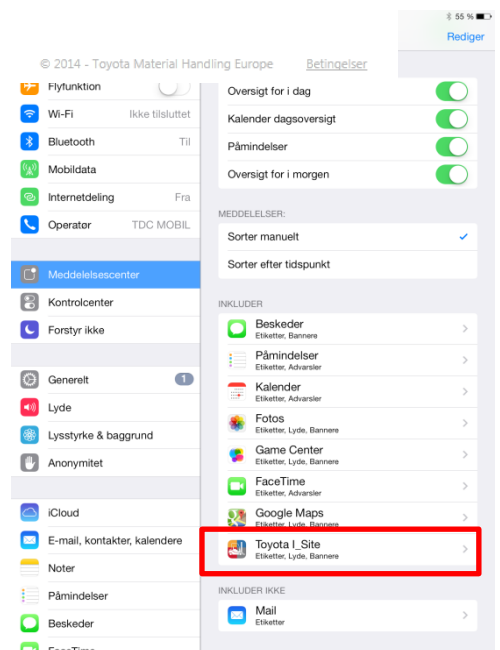 55 %
Rediger
© 2014 - Toyota Material Handling Europe Betingelser
Flyfunktion
Wi-Fi Ikke tilsluttet
Bluetooth Til
Mobildata
Internetdeling Fra
Operatør TDC MOBIL
Meddelelsescenter
Kontrolcenter
Forstyr ikke
Generelt 1
Lyde
Lysstyrke & baggrund
Anonymitet
iCloud
E-mail, kontakter, kalendere
Noter
Påmindelser
Beskeder
FaceTime
Oversigt for i dag
Kalender dagsoversigt
Påmindelser
Oversigt for i morgen
MEDDELELSER:
Sorter manuelt
Sorter efter tidspunkt
INKLUDER
Beskeder
Etiketter, Bannere
Påmindelser
Etiketter, Advarsler
Kalender
Etiketter, Advarsler
Fotos
Etiketter, Lyde, Bannere
Game Center
Etiketter, Lyde, Bannere
FaceTime
Etiketter, Advarsler
Google Maps
Etiketter, Lyde, Bannere
Toyota I_Site
Etiketter, Lyde, Bannere
INKLUDER IKKE
Mail
Etiketter